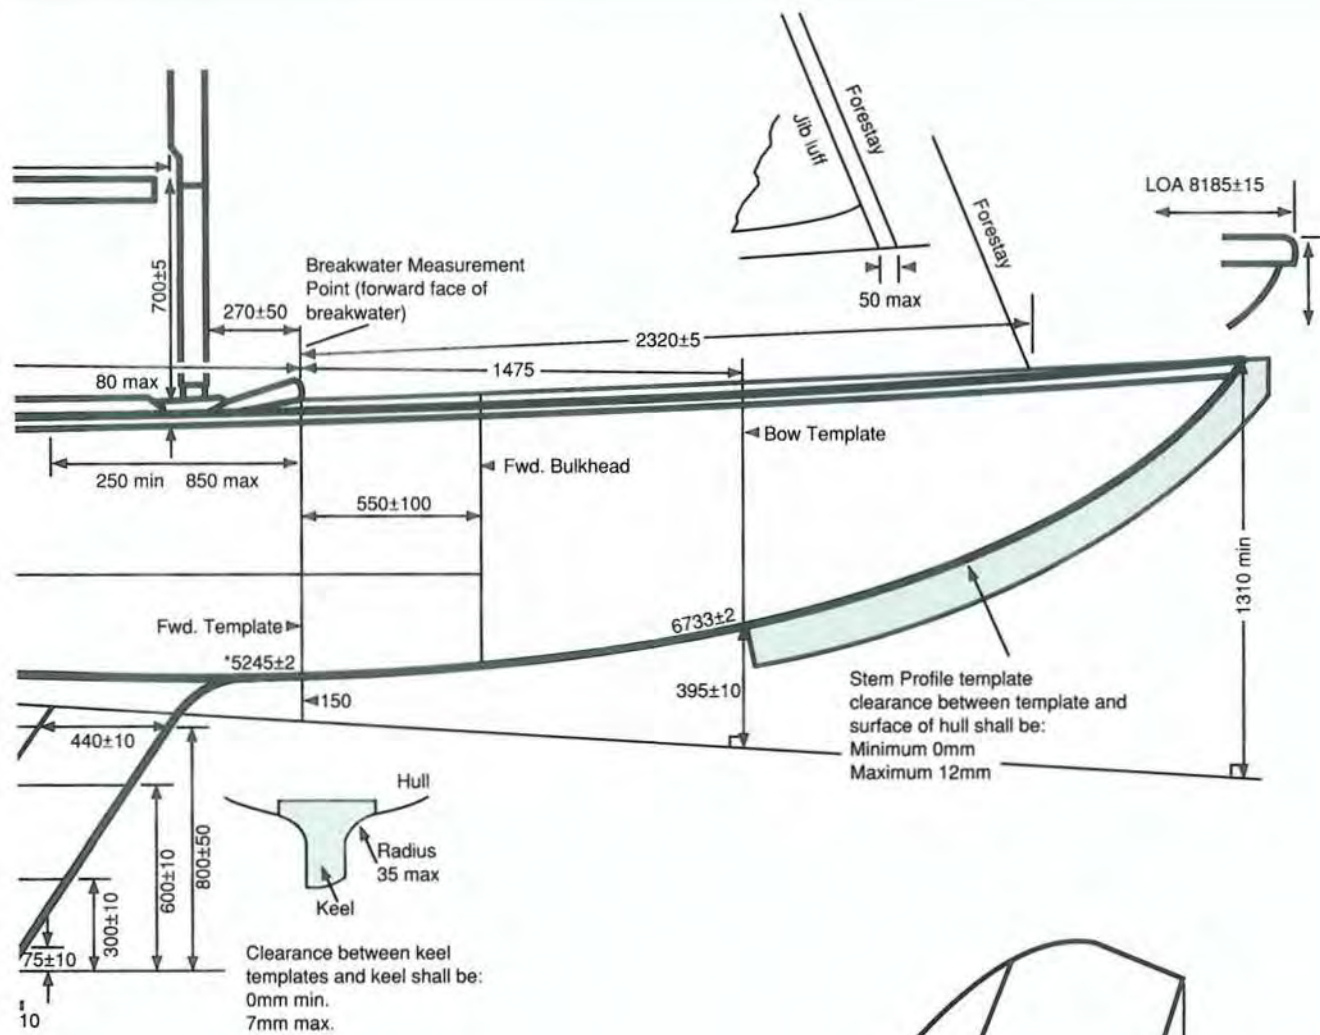 Forestay
Jib luff
Forestay
LOA 8185±15
50 max
700±5
Breakwater Measurement
Point (forward face of
breakwater)
270±50
2320±5
1475
80 max
Bow Template
250 min 850 max
Fwd. Bulkhead
550±100
1310 min
Fwd. Template
6733±2
*5245±2
395±10
150
Stem Profile template
clearance between template and
surface of hull shall be:
Minimum 0mm
Maximum 12mm
440±10
Hull
Radius
35 max
Keel
800±50
600±10
300±10
75±10
10
Clearance between keel
templates and keel shall be:
0mm min.
7mm max.